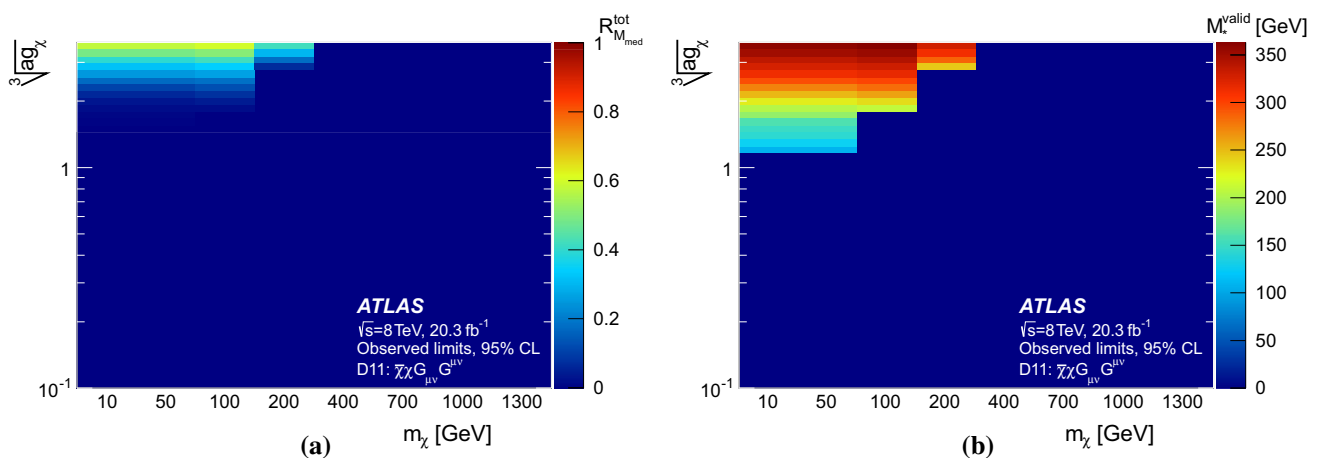 ∛ag_χ
R^tot_M_med
1
10⁻¹
1
0.8
0.6
0.4
0.2
0
ATLAS
√s=8 TeV, 20.3 fb⁻¹
Observed limits, 95% CL
D11: χ̅χG_μν G^μν
10 50 100 200 400 700 1000 1300
m_χ [GeV]
(a)
∛ag_χ
M_*^valid [GeV]
1
10⁻¹
350
300
250
200
150
100
50
0
ATLAS
√s=8 TeV, 20.3 fb⁻¹
Observed limits, 95% CL
D11: χ̅χG_μν G^μν
10 50 100 200 400 700 1000 1300
m_χ [GeV]
(b)